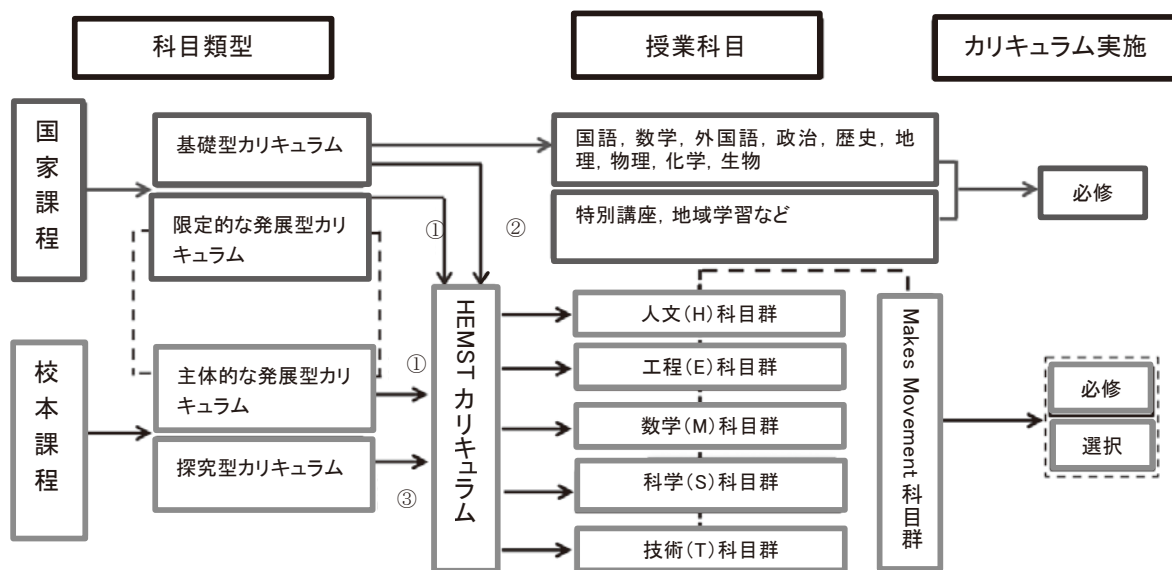 科目類型
授業科目
カリキュラム実施
国家課程
基礎型カリキュラム
国語, 数学, 外国語, 政治, 歴史, 地
理, 物理, 化学, 生物
必修
限定的な発展型カリ
キュラム
①
②
特別講座, 地域学習など
HEMST カリキュラム
人文(H)科目群
Makes Movement 科目群
校本課程
主体的な発展型カリ
キュラム
①
工程(E)科目群
必修
数学(M)科目群
選択
探究型カリキュラム
③
科学(S)科目群
技術(T)科目群